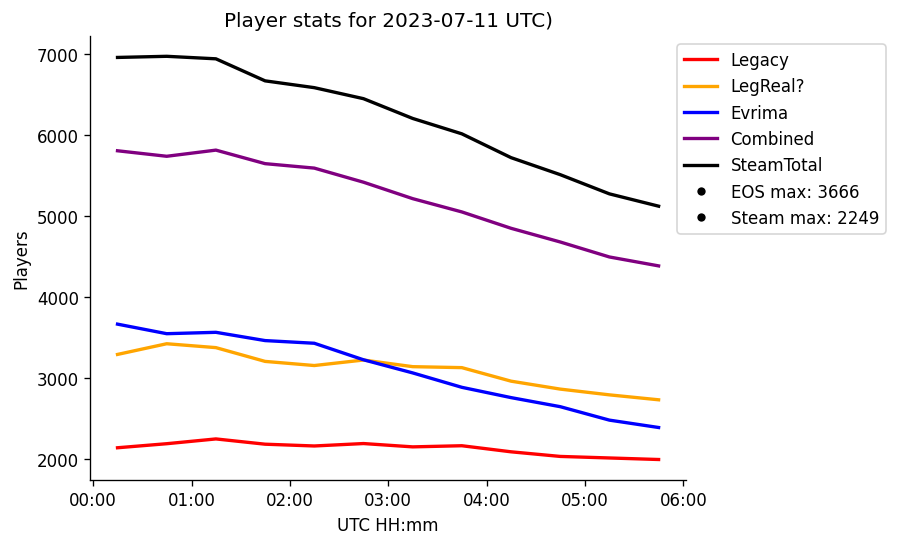 Player stats for 2023-07-11 UTC)
7000
6000
5000
4000
3000
2000
Players
00:00 01:00 02:00 03:00 04:00 05:00 06:00
UTC HH:mm
Legacy
LegReal?
Evrima
Combined
SteamTotal
EOS max: 3666
Steam max: 2249